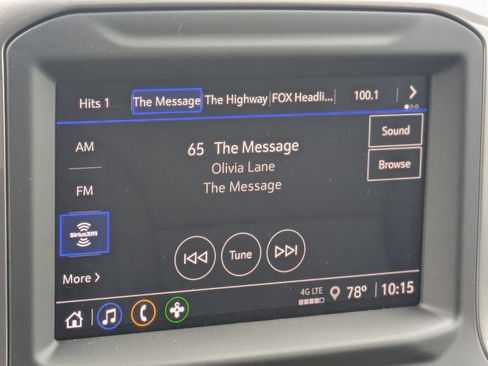 Hits 1 The Message The Highway FOX Headli... 100.1
AM 65 The Message Sound
Olivia Lane Browse
FM The Message
SiriusXM
Tune
More
4G LTE 78° 10:15